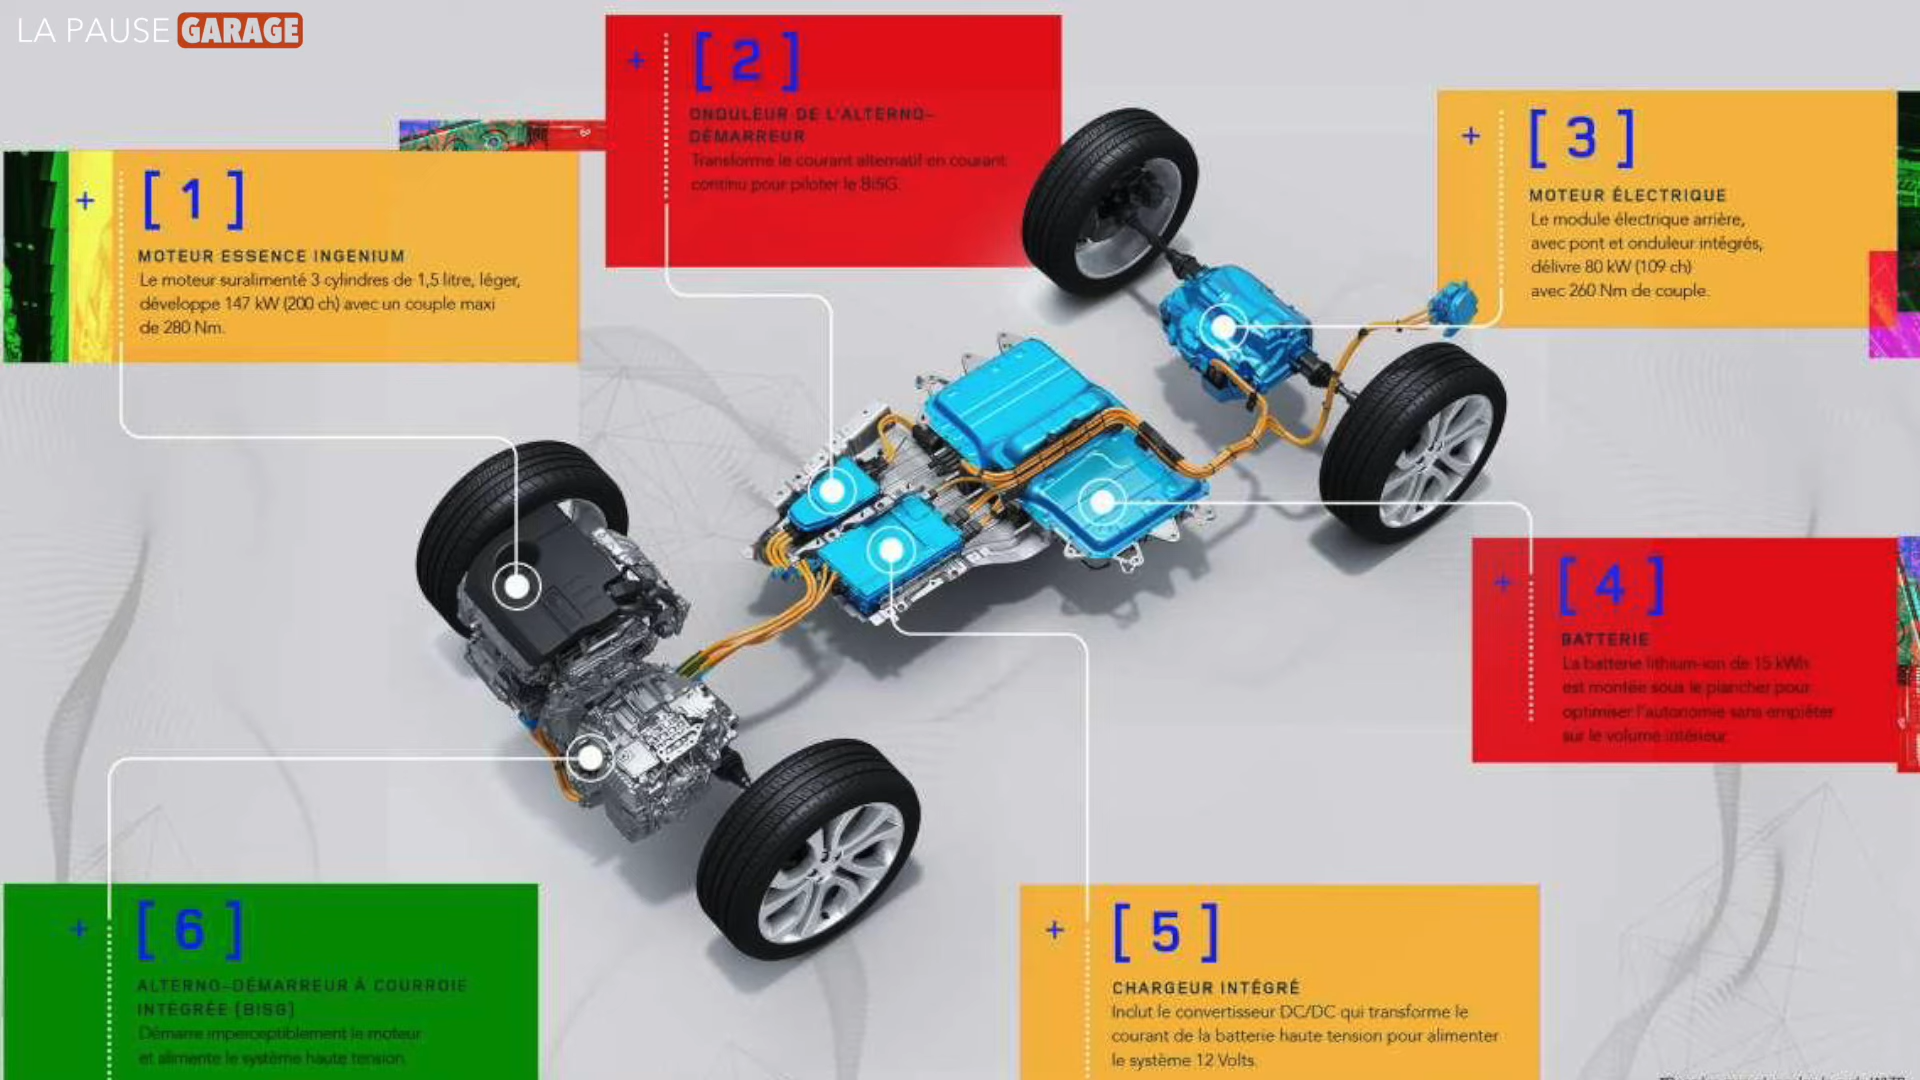 LA PAUSE GARAGE
+ [ 1 ]
MOTEUR ESSENCE INGENIUM
Le moteur suralimenté 3 cylindres de 1,5 litre, léger,
développe 147 kW (200 ch) avec un couple maxi
de 280 Nm.
+ [ 2 ]
ONDULEUR DE L'ALTERNO-
DÉMARREUR
Transforme le courant alternatif en courant
continu pour piloter le BiSG.
+ [ 3 ]
MOTEUR ÉLECTRIQUE
Le module électrique arrière,
avec pont et onduleur intégrés,
délivre 80 kW (109 ch)
avec 260 Nm de couple.
+ [ 4 ]
BATTERIE
La batterie lithium-ion de 15 kWh
est montée sous le plancher pour
optimiser l'autonomie sans empiéter
sur le volume intérieur.
+ [ 6 ]
ALTERNO-DÉMARREUR À COURROIE
INTÉGRÉE (BISG)
Démarre imperceptiblement le moteur
et alimente le système haute tension.
+ [ 5 ]
CHARGEUR INTÉGRÉ
Inclut le convertisseur DC/DC qui transforme le
courant de la batterie haute tension pour alimenter
le système 12 Volts.